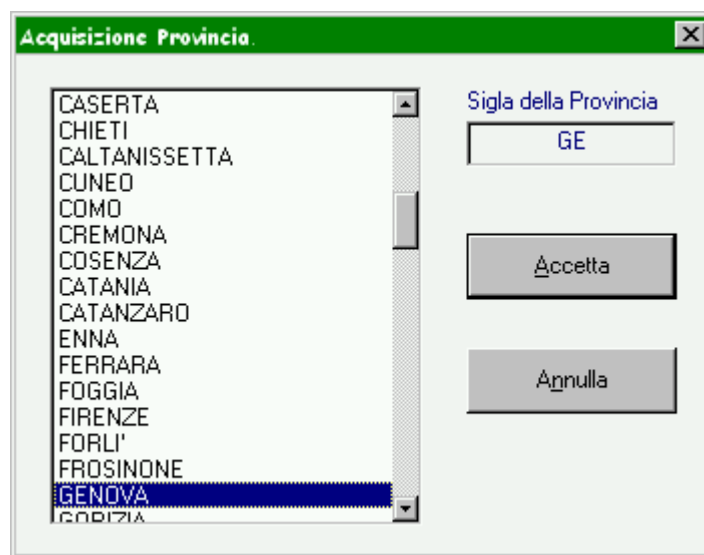 Acquisizione Provincia.
CASERTA
CHIETI
CALTANISSETTA
CUNEO
COMO
CREMONA
COSENZA
CATANIA
CATANZARO
ENNA
FERRARA
FOGGIA
FIRENZE
FORLI'
FROSINONE
GENOVA
GORIZIA
Sigla della Provincia
GE
Accetta
Annulla